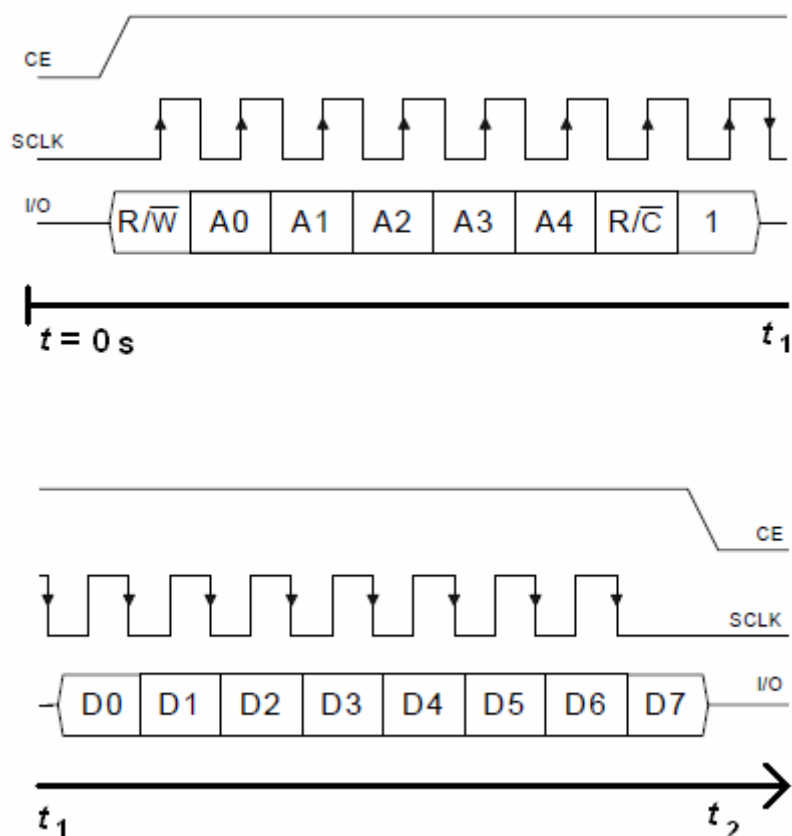 CE
SCLK
I/O R/W̅ A0 A1 A2 A3 A4 R/C̅ 1
t = 0 s t1
CE
SCLK
D0 D1 D2 D3 D4 D5 D6 D7 I/O
t1 t2